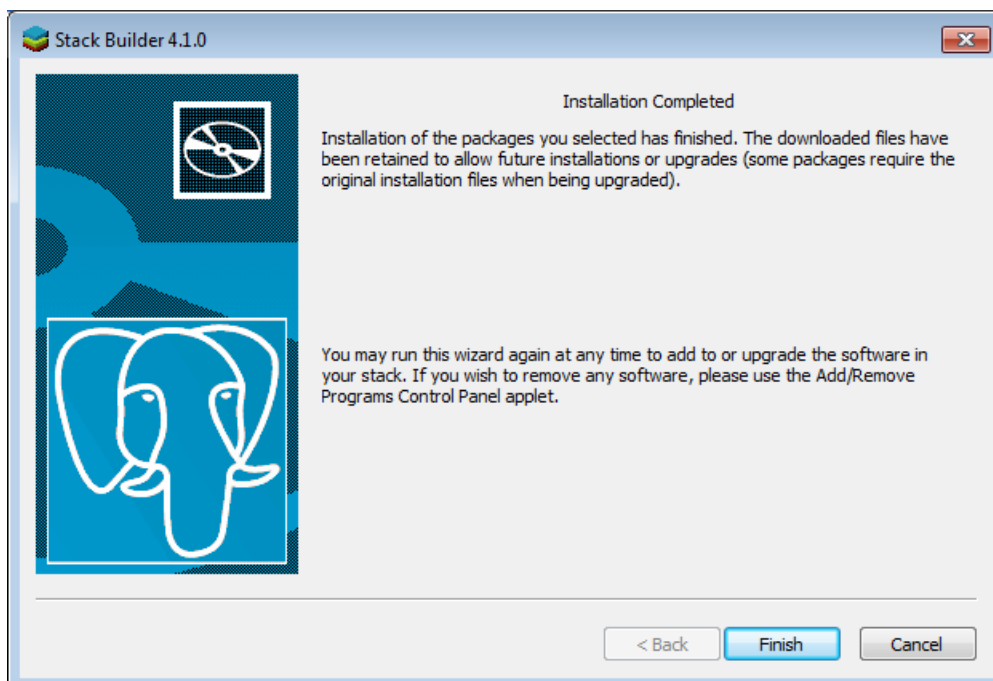 Stack Builder 4.1.0
Installation Completed
Installation of the packages you selected has finished. The downloaded files have
been retained to allow future installations or upgrades (some packages require the
original installation files when being upgraded).
You may run this wizard again at any time to add to or upgrade the software in
your stack. If you wish to remove any software, please use the Add/Remove
Programs Control Panel applet.
< Back Finish Cancel